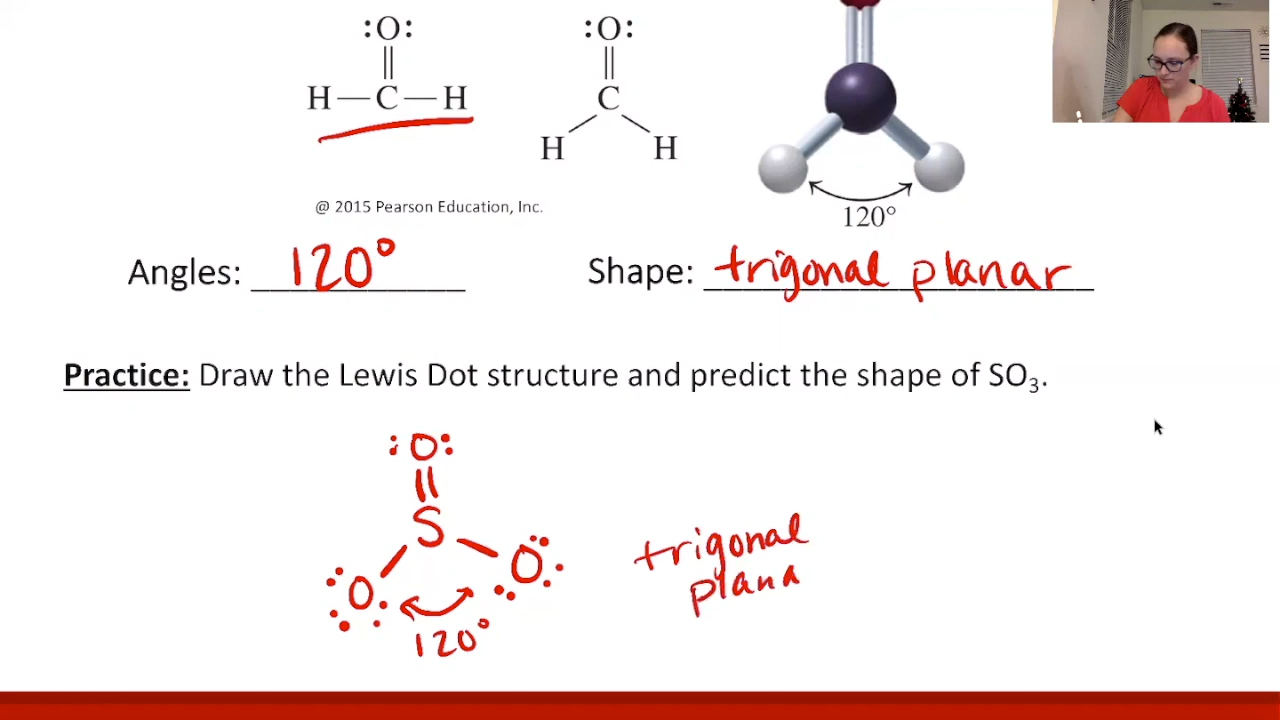 :O: :O:
|| ||
H—C—H C
H H
120°
@ 2015 Pearson Education, Inc.
Angles: 120° Shape: trigonal planar
Practice: Draw the Lewis Dot structure and predict the shape of SO₃.
:O:
||
S
O O
120°
trigonal
plana